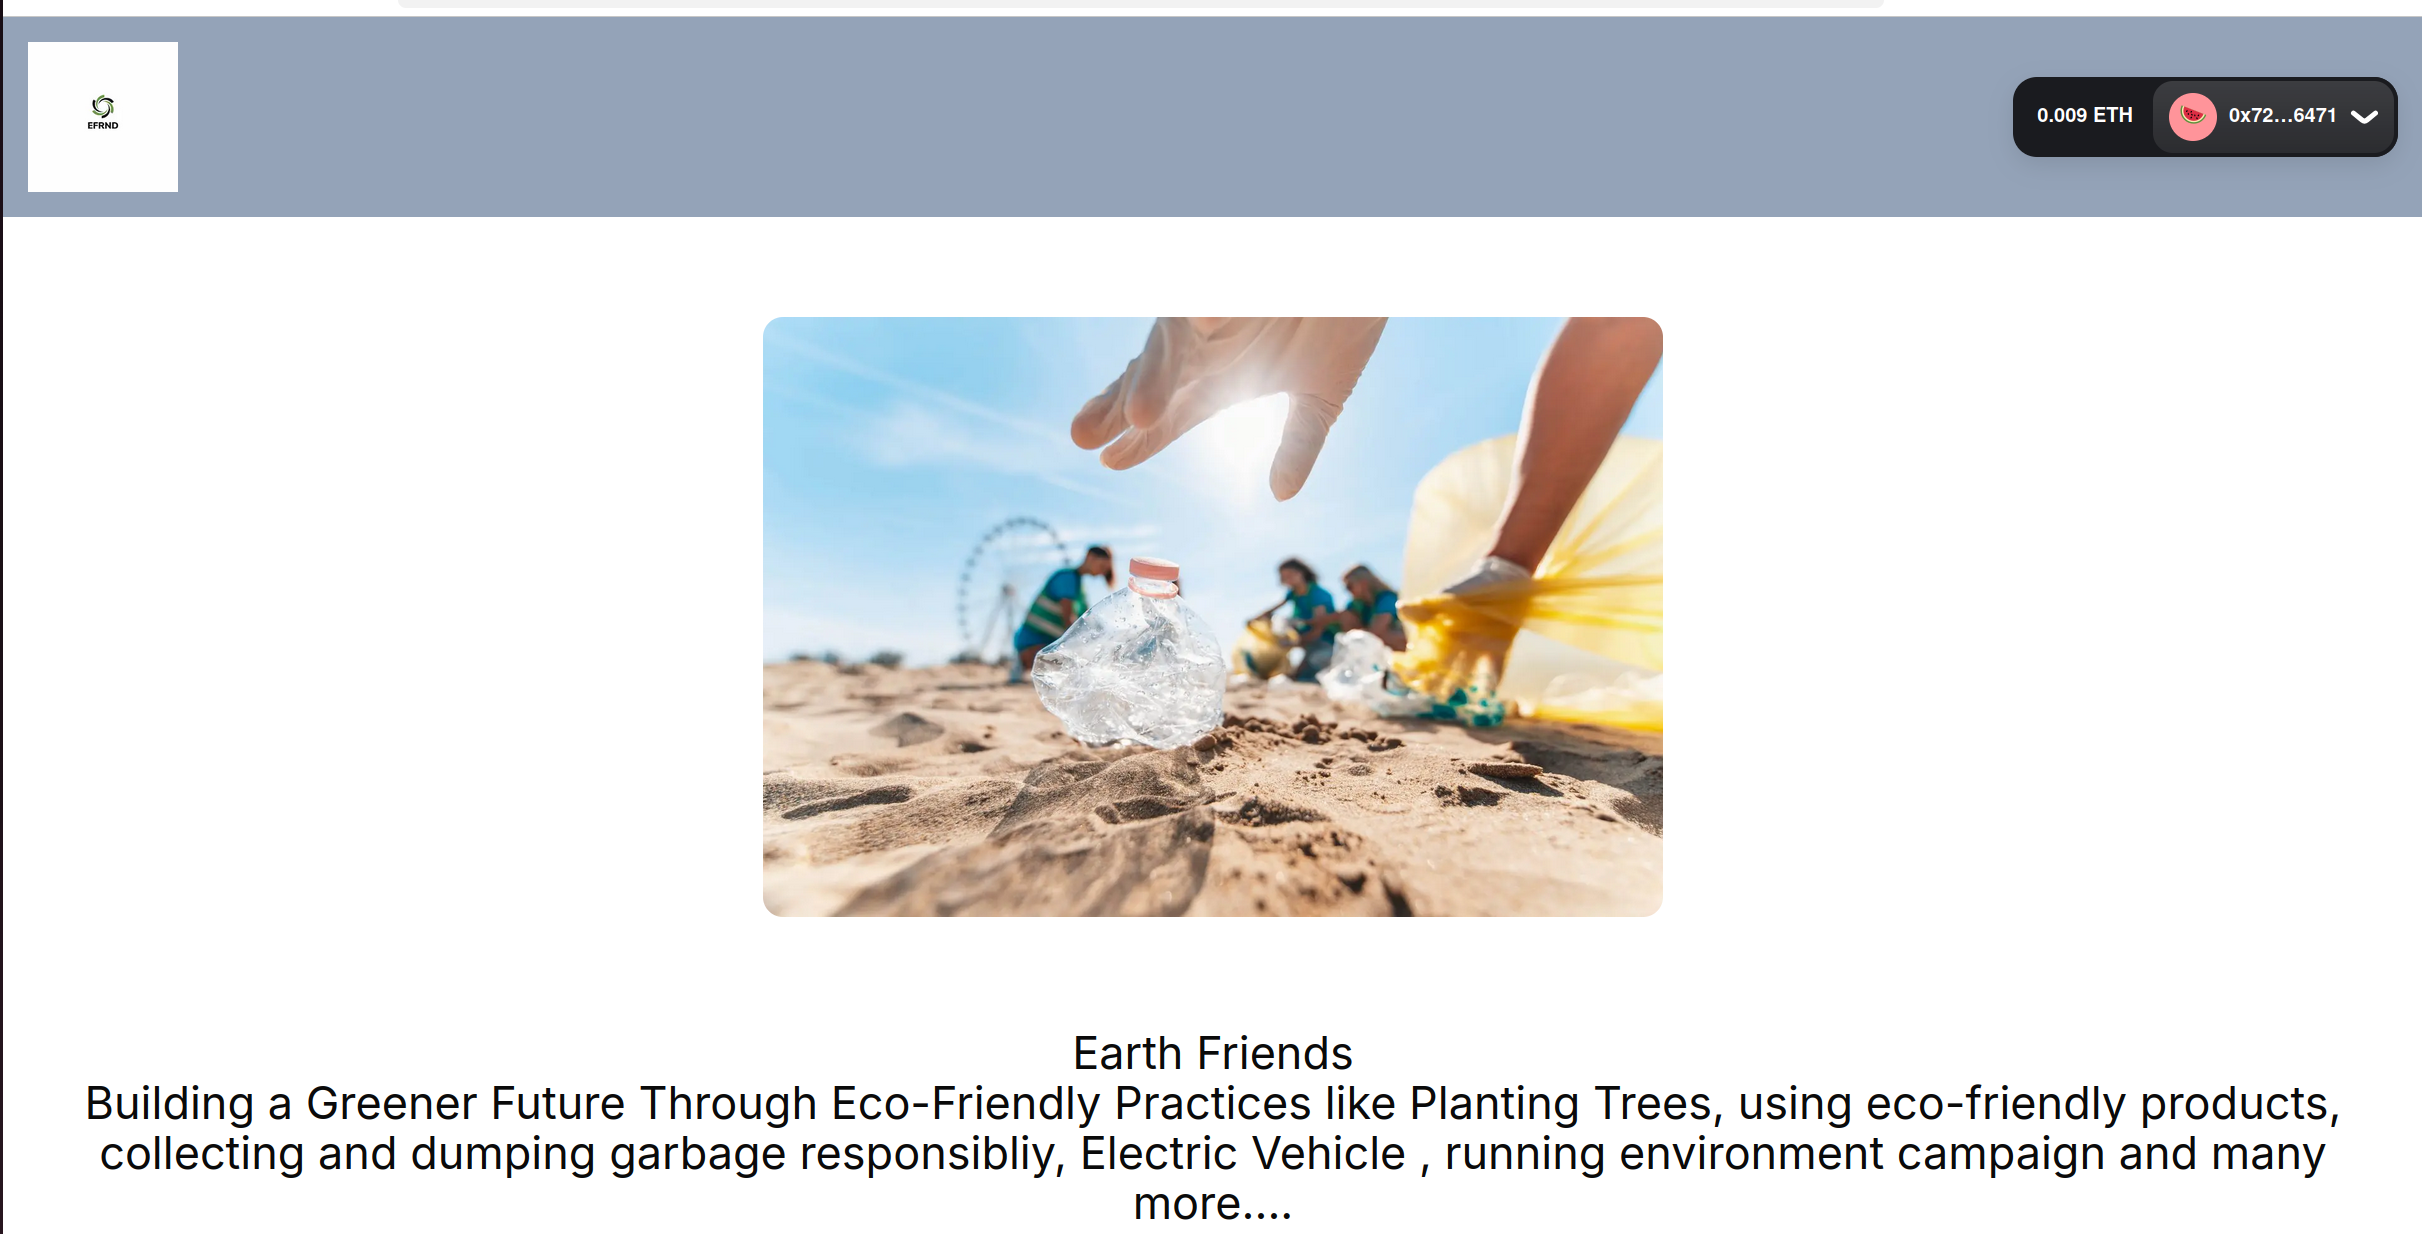 EFRND
0.009 ETH
0x72...6471
Earth Friends
Building a Greener Future Through Eco-Friendly Practices like Planting Trees, using eco-friendly products,
collecting and dumping garbage responsibliy, Electric Vehicle , running environment campaign and many
more....